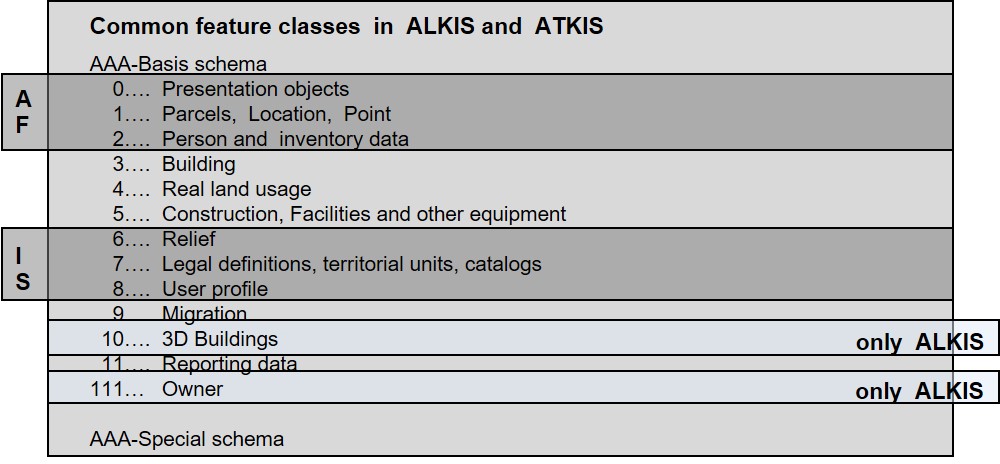 Common feature classes in ALKIS and ATKIS
AAA-Basis schema
A
F
0.... Presentation objects
1.... Parcels, Location, Point
2.... Person and inventory data
3.... Building
4.... Real land usage
5.... Construction, Facilities and other equipment
I
S
6.... Relief
7.... Legal definitions, territorial units, catalogs
8.... User profile
9 Migration
10.... 3D Buildings only ALKIS
11.... Reporting data
111... Owner only ALKIS
AAA-Special schema